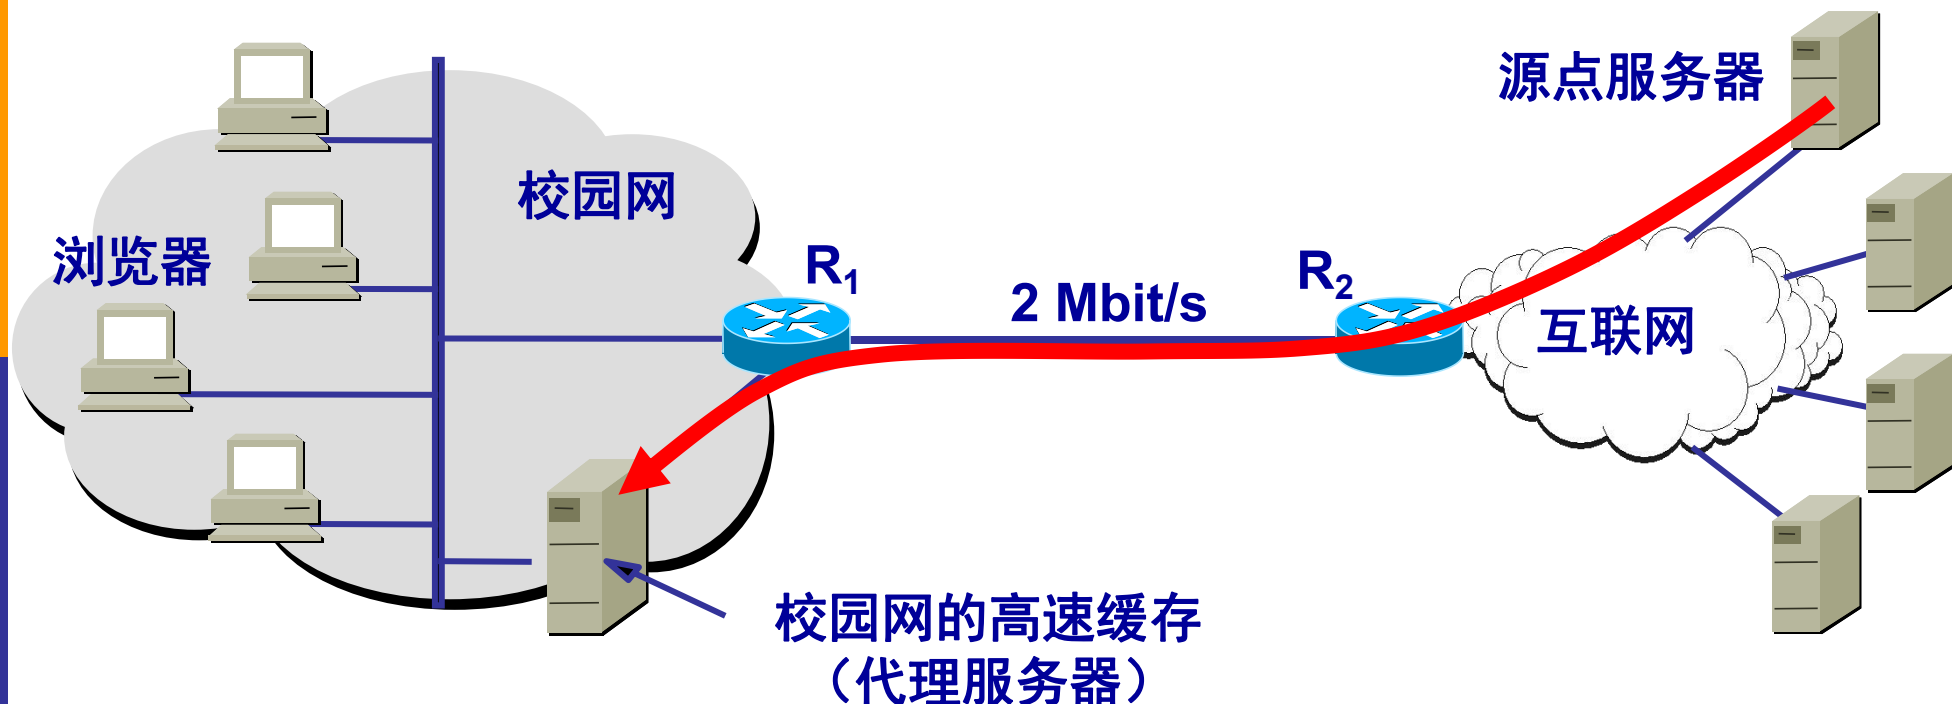 源点服务器
校园网
浏览器
R1
2 Mbit/s
R2
互联网
校园网的高速缓存
（代理服务器）